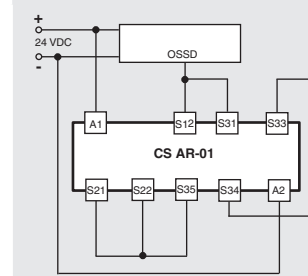 +
24 VDC
-
OSSD
A1 S12 S31 S33
CS AR-01
S21 S22 S35 S34 A2